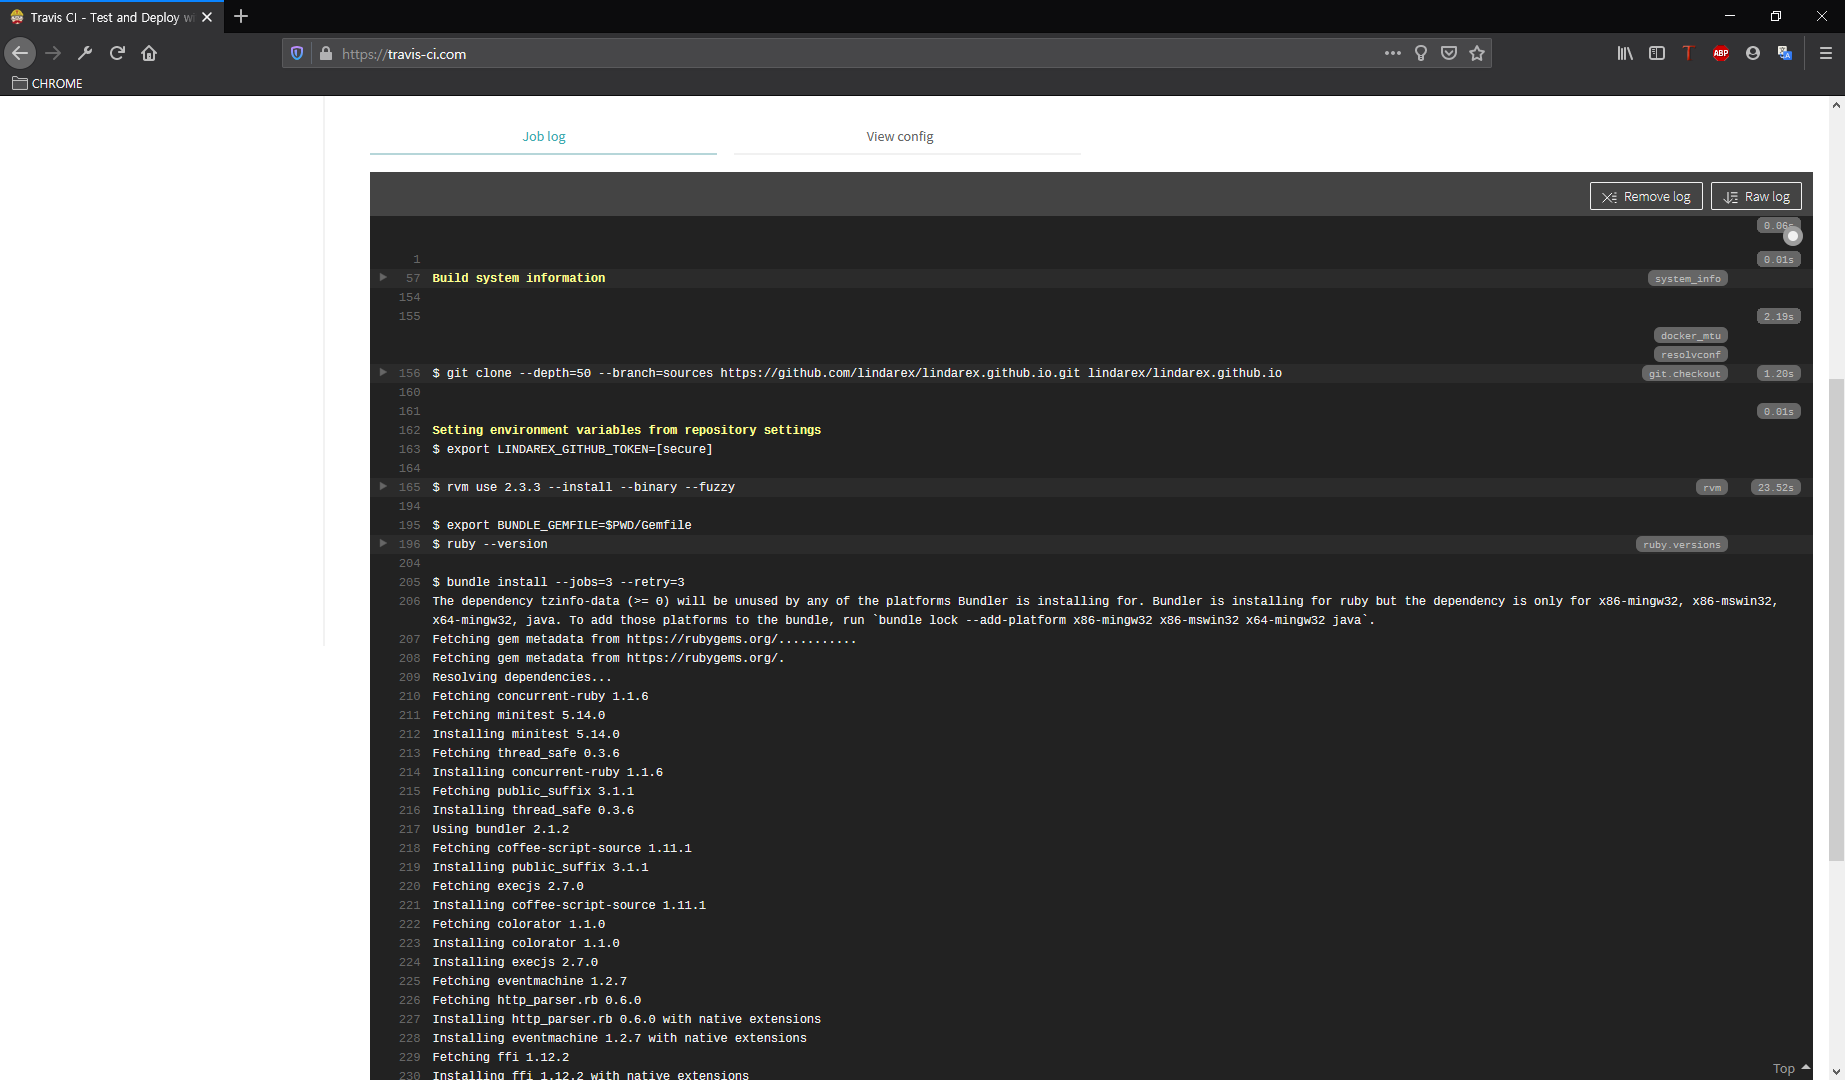 Travis CI - Test and Deploy wi
https://travis-ci.com
ABP
CHROME
Job log
View config
Remove log
Raw log
0.06s
1
0.01s
57 Build system information system_info
154
155
2.19s
docker_mtu
resolvconf
156 $ git clone --depth=50 --branch=sources https://github.com/lindarex/lindarex.github.io.git lindarex/lindarex.github.io git.checkout 1.20s
160
161
0.01s
162 Setting environment variables from repository settings
163 $ export LINDAREX_GITHUB_TOKEN=[secure]
164
165 $ rvm use 2.3.3 --install --binary --fuzzy rvm 23.52s
194
195 $ export BUNDLE_GEMFILE=$PWD/Gemfile
196 $ ruby --version ruby.versions
204
205 $ bundle install --jobs=3 --retry=3
206 The dependency tzinfo-data (>= 0) will be unused by any of the platforms Bundler is installing for. Bundler is installing for ruby but the dependency is only for x86-mingw32, x86-mswin32,
x64-mingw32, java. To add those platforms to the bundle, run `bundle lock --add-platform x86-mingw32 x86-mswin32 x64-mingw32 java`.
207 Fetching gem metadata from https://rubygems.org/...........
208 Fetching gem metadata from https://rubygems.org/.
209 Resolving dependencies...
210 Fetching concurrent-ruby 1.1.6
211 Fetching minitest 5.14.0
212 Installing minitest 5.14.0
213 Fetching thread_safe 0.3.6
214 Installing concurrent-ruby 1.1.6
215 Fetching public_suffix 3.1.1
216 Installing thread_safe 0.3.6
217 Using bundler 2.1.2
218 Fetching coffee-script-source 1.11.1
219 Installing public_suffix 3.1.1
220 Fetching execjs 2.7.0
221 Installing coffee-script-source 1.11.1
222 Fetching colorator 1.1.0
223 Installing colorator 1.1.0
224 Installing execjs 2.7.0
225 Fetching eventmachine 1.2.7
226 Fetching http_parser.rb 0.6.0
227 Installing http_parser.rb 0.6.0 with native extensions
228 Installing eventmachine 1.2.7 with native extensions
229 Fetching ffi 1.12.2
230 Installing ffi 1.12.2 with native extensions
Top